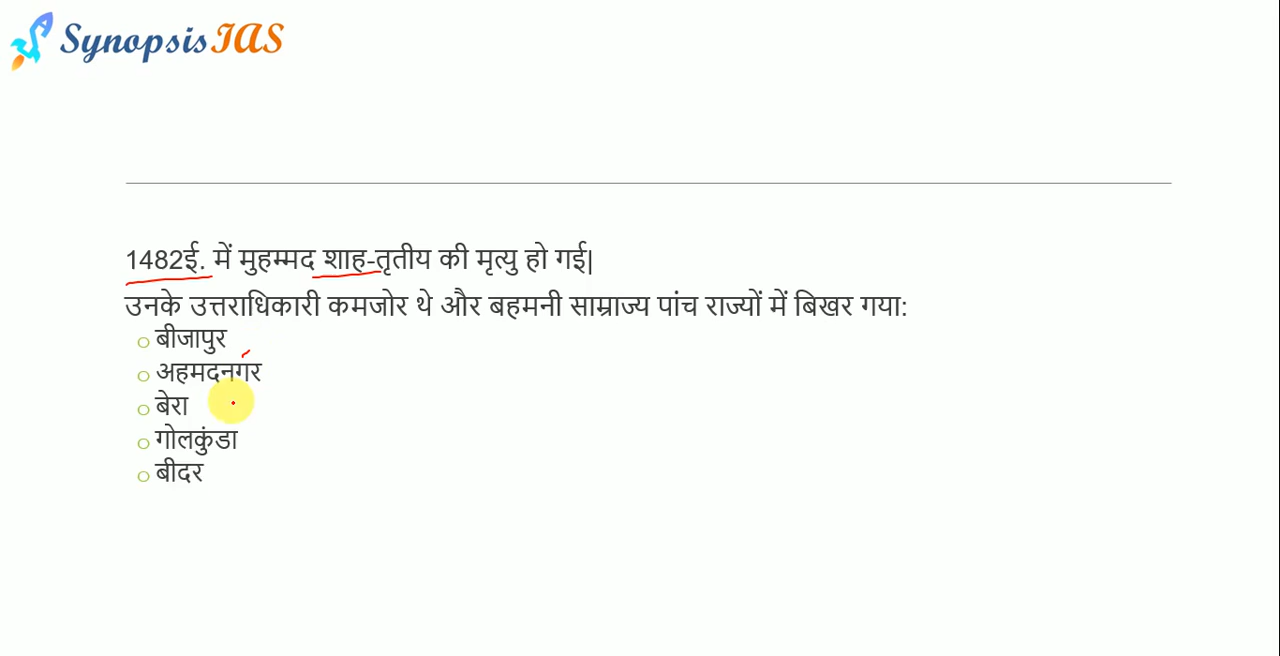 SynopsisIAS
1482ई. में मुहम्मद शाह-तृतीय की मृत्यु हो गई|
उनके उत्तराधिकारी कमजोर थे और बहमनी साम्राज्य पांच राज्यों में बिखर गया:
o बीजापुर
o अहमदनगर
o बेरा
o गोलकुंडा
o बीदर